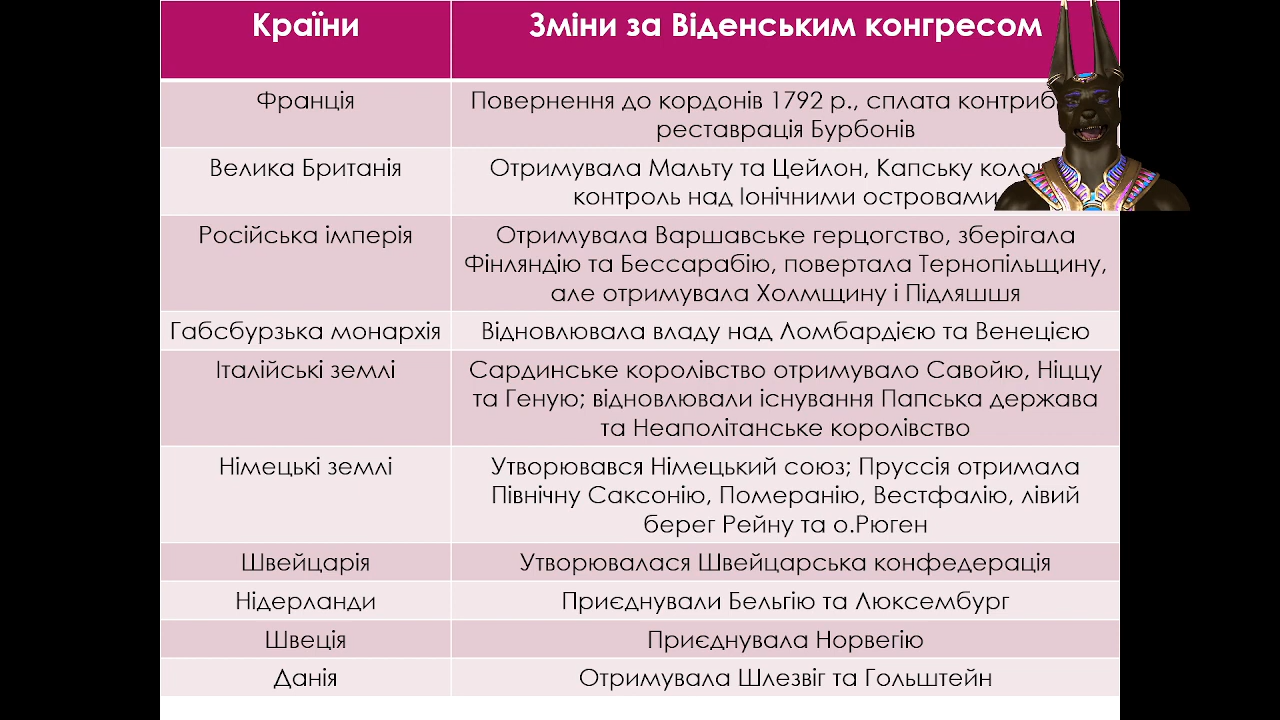 Країни
Зміни за Віденським конгресом
Франція
Повернення до кордонів 1792 р., сплата
реставрація Бурбонів
Велика Британія
Отримувала Мальту та Цейлон, Капську
контроль над Іонічними островами
Російська імперія
Отримувала Варшавське герцогство, зберігала
Фінляндію та Бессарабію, повертала Тернопільщину,
але отримувала Холмщину і Підляшшя
Габсбурзька монархія
Відновлювала владу над Ломбардією та Венецією
Італійські землі
Сардинське королівство отримувало Савойю, Ніццу
та Геную; відновлювали існування Папська держава
та Неаполітанське королівство
Німецькі землі
Утворювався Німецький союз; Пруссія отримала
Північну Саксонію, Померанію, Вестфалію, лівий
берег Рейну та о.Рюген
Швейцарія
Утворювалася Швейцарська конфедерація
Нідерланди
Приєднували Бельгію та Люксембург
Швеція
Приєднувала Норвегію
Данія
Отримувала Шлезвіг та Гольштейн